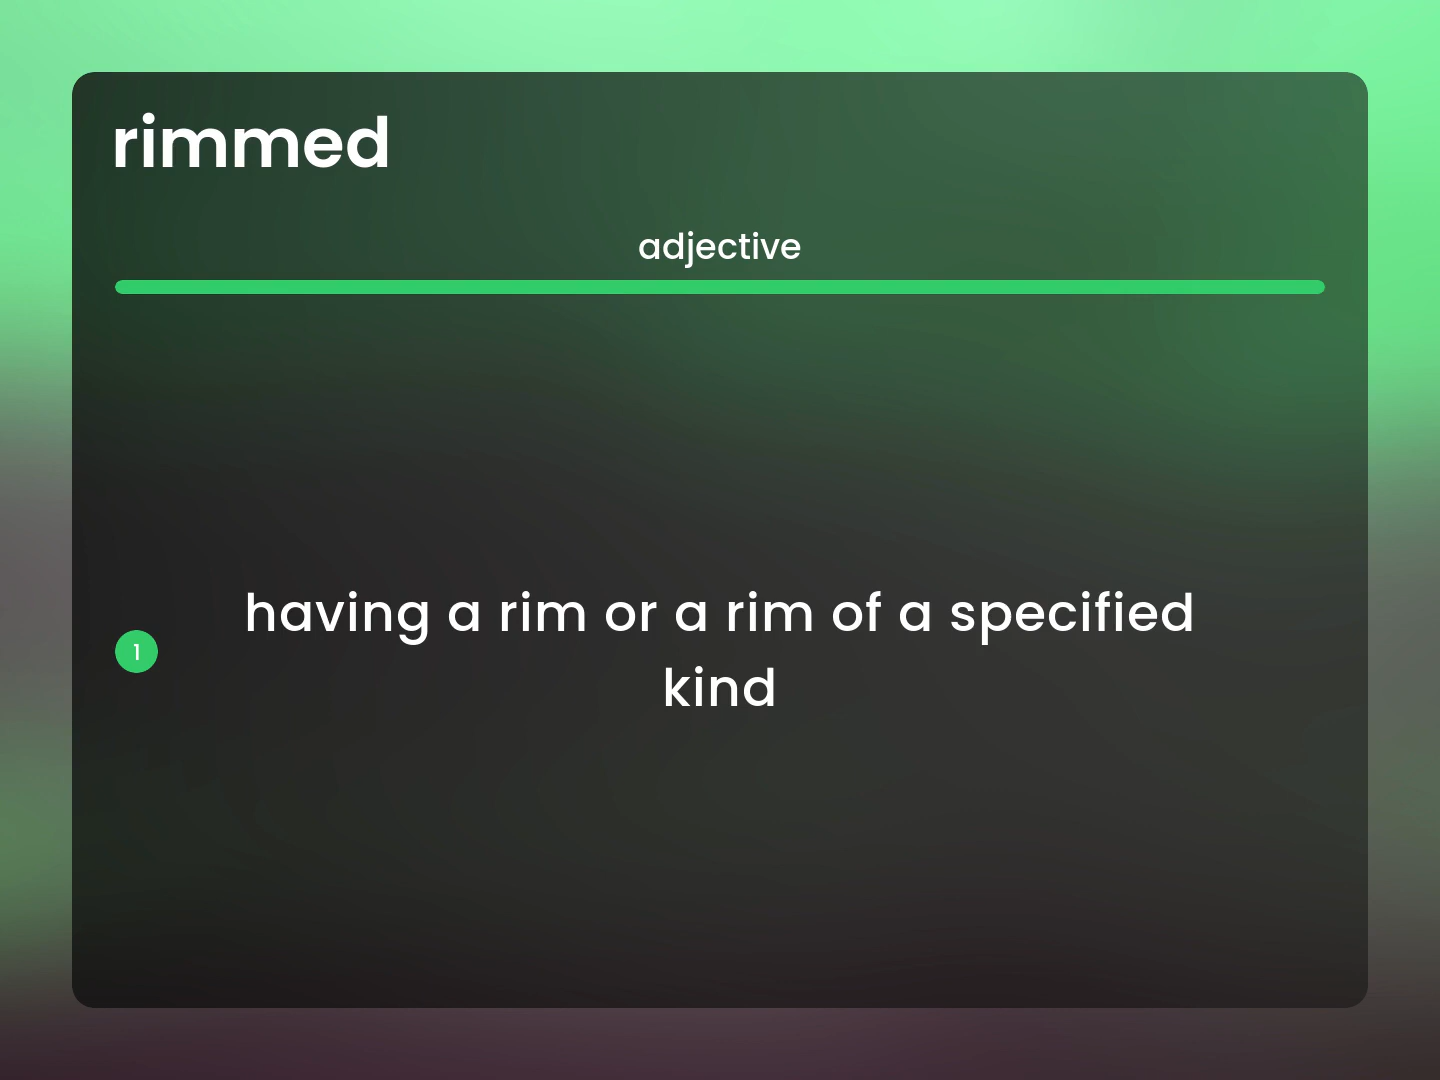 rimmed
adjective
1
having a rim or a rim of a specified
kind